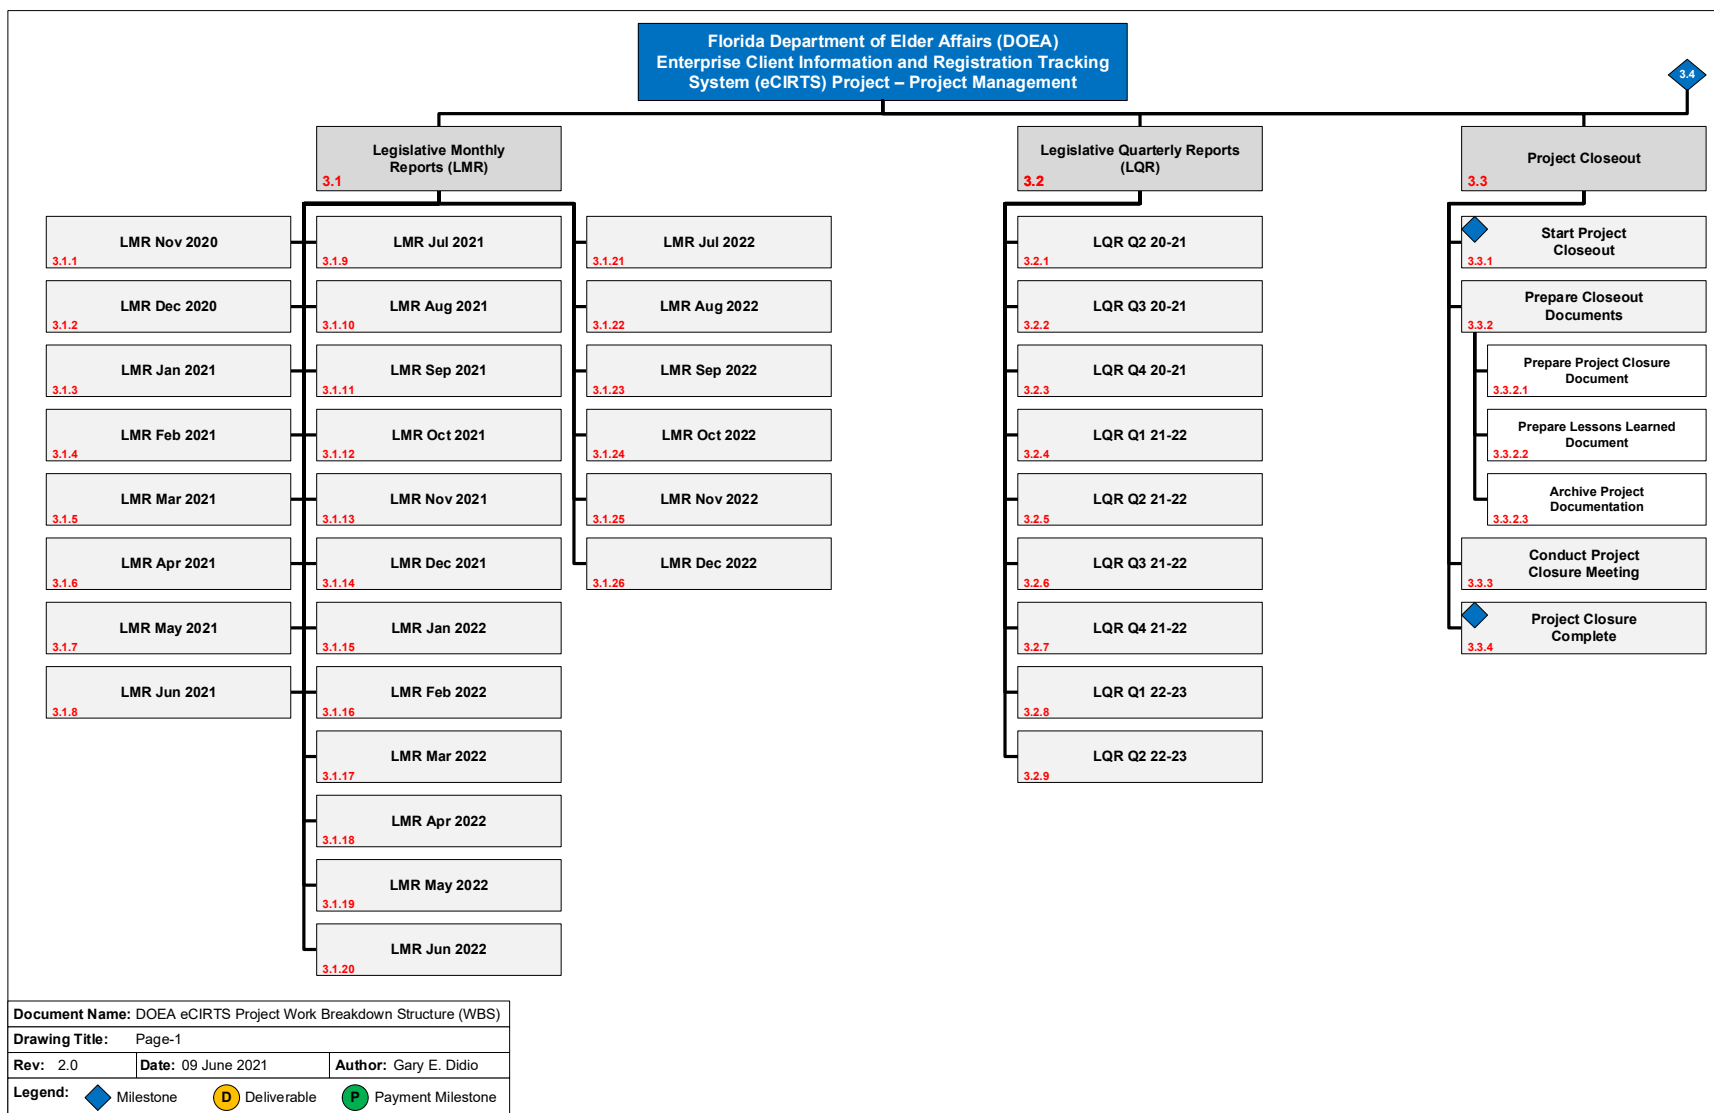 Florida Department of Elder Affairs (DOEA)
Enterprise Client Information and Registration Tracking
System (eCIRTS) Project – Project Management
3.4
Legislative Monthly
Reports (LMR)
3.1
Legislative Quarterly Reports
(LQR)
3.2
Project Closeout
3.3
LMR Nov 2020
3.1.1
LMR Dec 2020
3.1.2
LMR Jan 2021
3.1.3
LMR Feb 2021
3.1.4
LMR Mar 2021
3.1.5
LMR Apr 2021
3.1.6
LMR May 2021
3.1.7
LMR Jun 2021
3.1.8
LMR Jul 2021
3.1.9
LMR Aug 2021
3.1.10
LMR Sep 2021
3.1.11
LMR Oct 2021
3.1.12
LMR Nov 2021
3.1.13
LMR Dec 2021
3.1.14
LMR Jan 2022
3.1.15
LMR Feb 2022
3.1.16
LMR Mar 2022
3.1.17
LMR Apr 2022
3.1.18
LMR May 2022
3.1.19
LMR Jun 2022
3.1.20
LMR Jul 2022
3.1.21
LMR Aug 2022
3.1.22
LMR Sep 2022
3.1.23
LMR Oct 2022
3.1.24
LMR Nov 2022
3.1.25
LMR Dec 2022
3.1.26
LQR Q2 20-21
3.2.1
LQR Q3 20-21
3.2.2
LQR Q4 20-21
3.2.3
LQR Q1 21-22
3.2.4
LQR Q2 21-22
3.2.5
LQR Q3 21-22
3.2.6
LQR Q4 21-22
3.2.7
LQR Q1 22-23
3.2.8
LQR Q2 22-23
3.2.9
Start Project
Closeout
3.3.1
Prepare Closeout
Documents
3.3.2
Prepare Project Closure
Document
3.3.2.1
Prepare Lessons Learned
Document
3.3.2.2
Archive Project
Documentation
3.3.2.3
Conduct Project
Closure Meeting
3.3.3
Project Closure
Complete
3.3.4
Document Name: DOEA eCIRTS Project Work Breakdown Structure (WBS)
Drawing Title: Page-1
Rev: 2.0 Date: 09 June 2021 Author: Gary E. Didio
Legend: Milestone D Deliverable P Payment Milestone